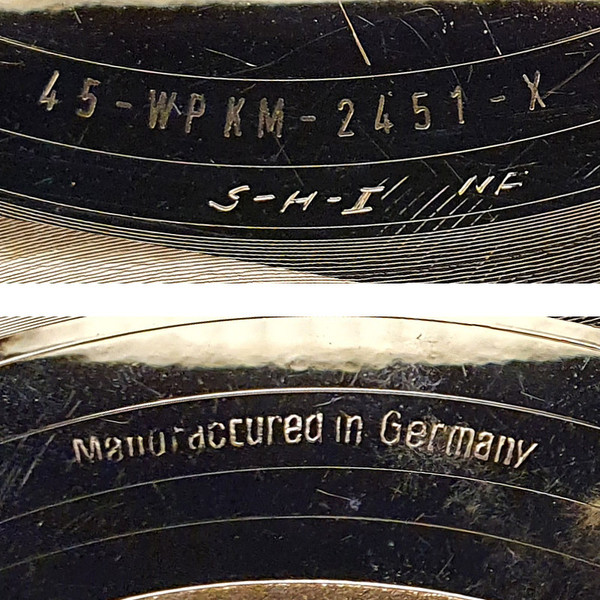 45-WPKM-2451-X
S-H-I NF
Manufactured in Germany